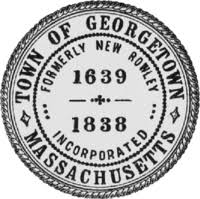 TOWN OF GEORGETOWN
FORMERLY NEW ROWLEY
1639
1838
INCORPORATED
MASSACHUSETTS